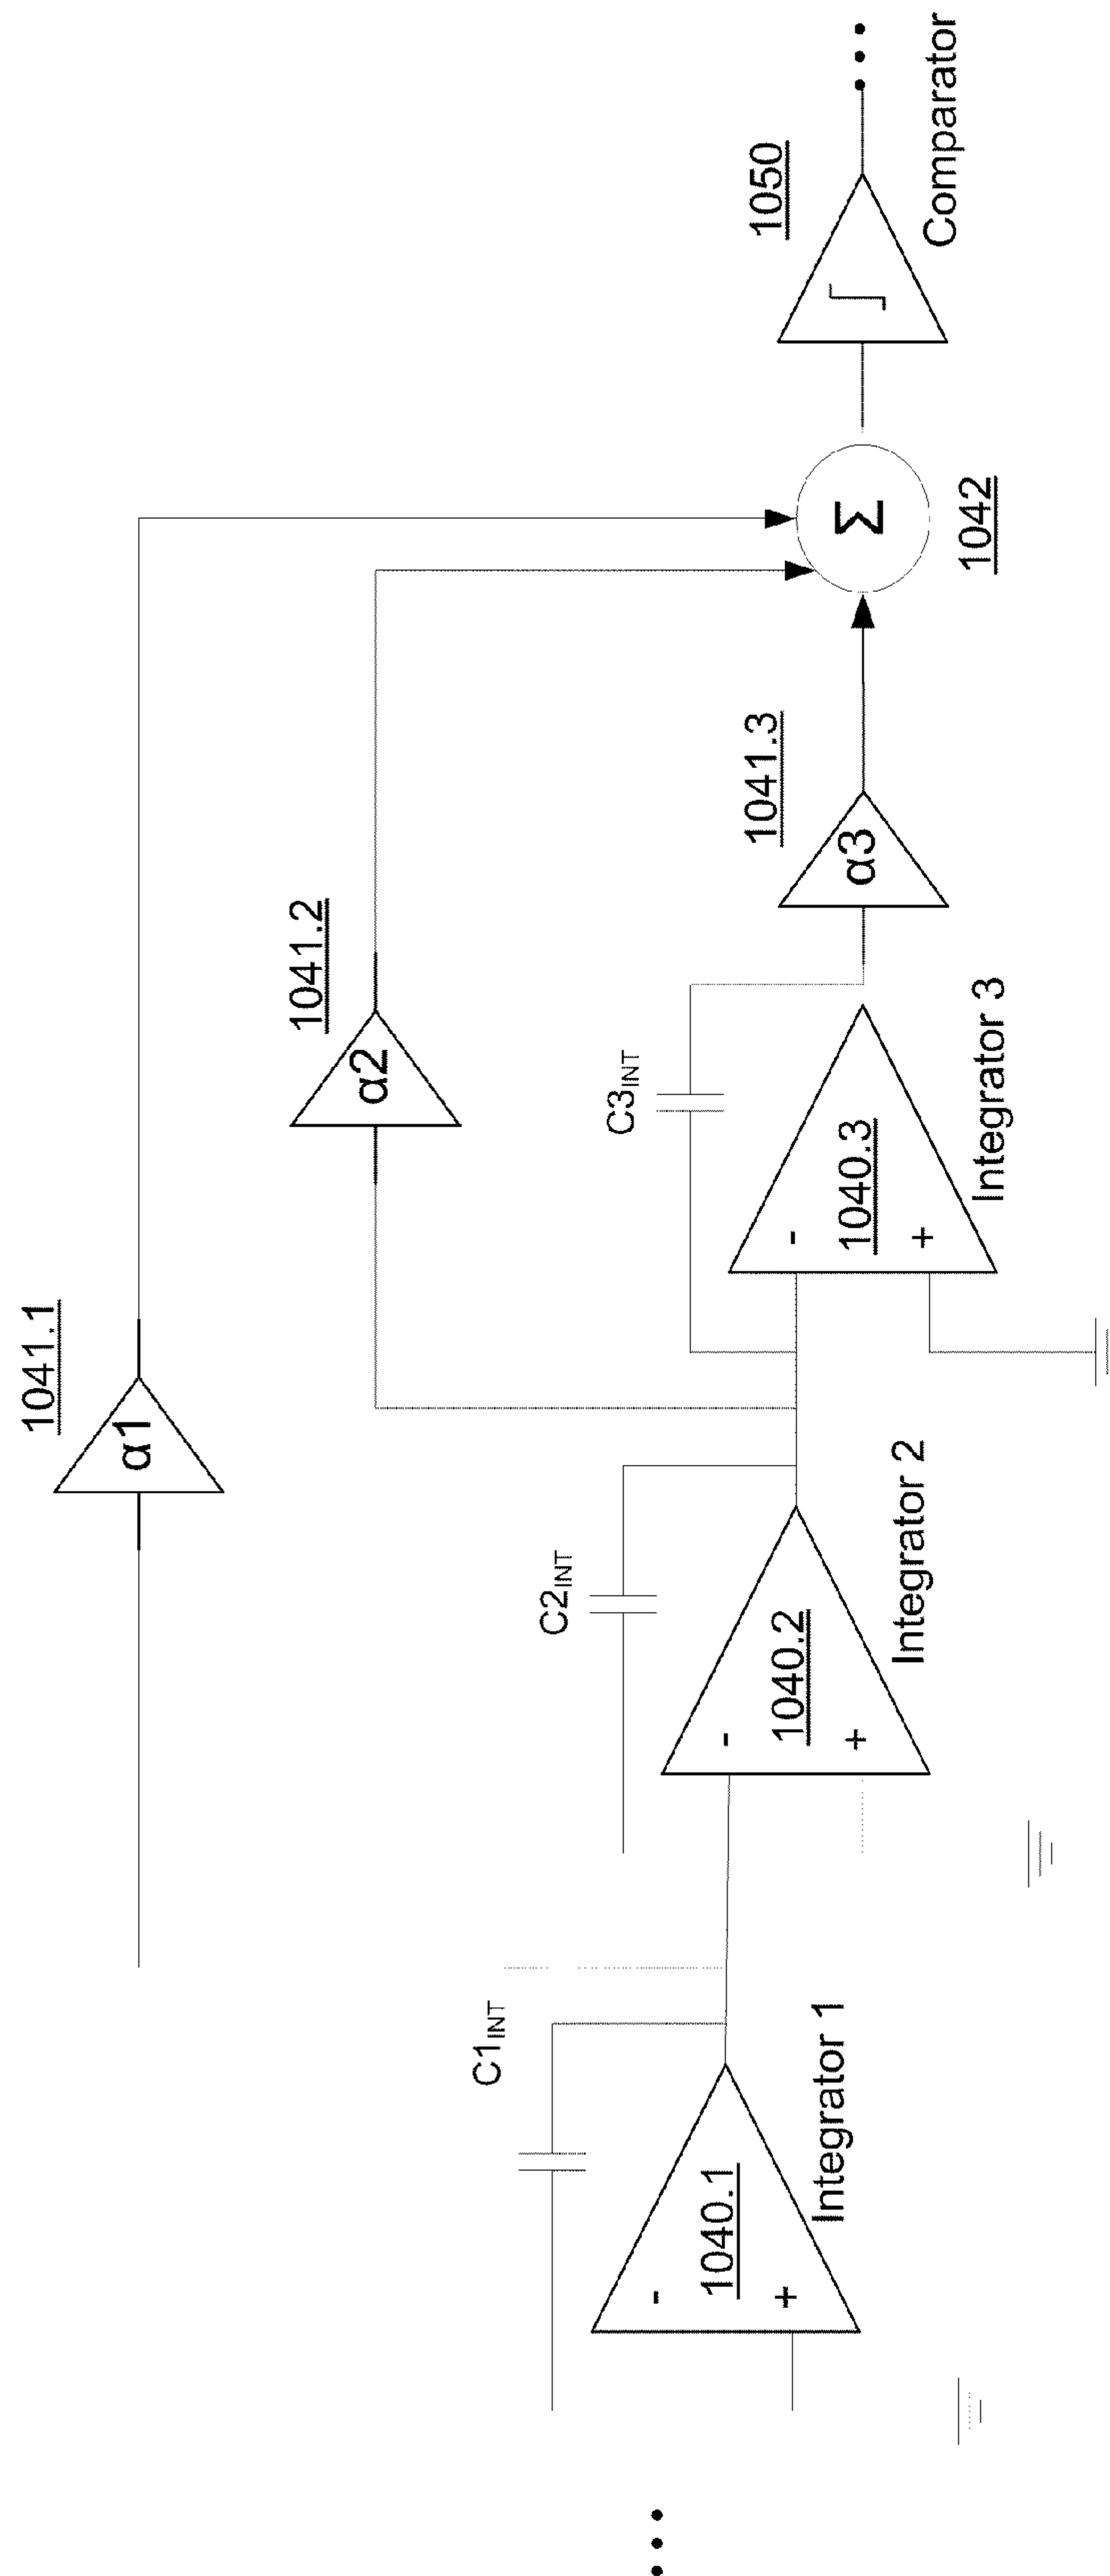 1041.1
α1
1041.2
α2
C1INT
-
1040.1
+
Integrator 1
C2INT
-
1040.2
+
Integrator 2
C3INT
-
1040.3
+
Integrator 3
1041.3
α3
Σ
1042
1050
Comparator